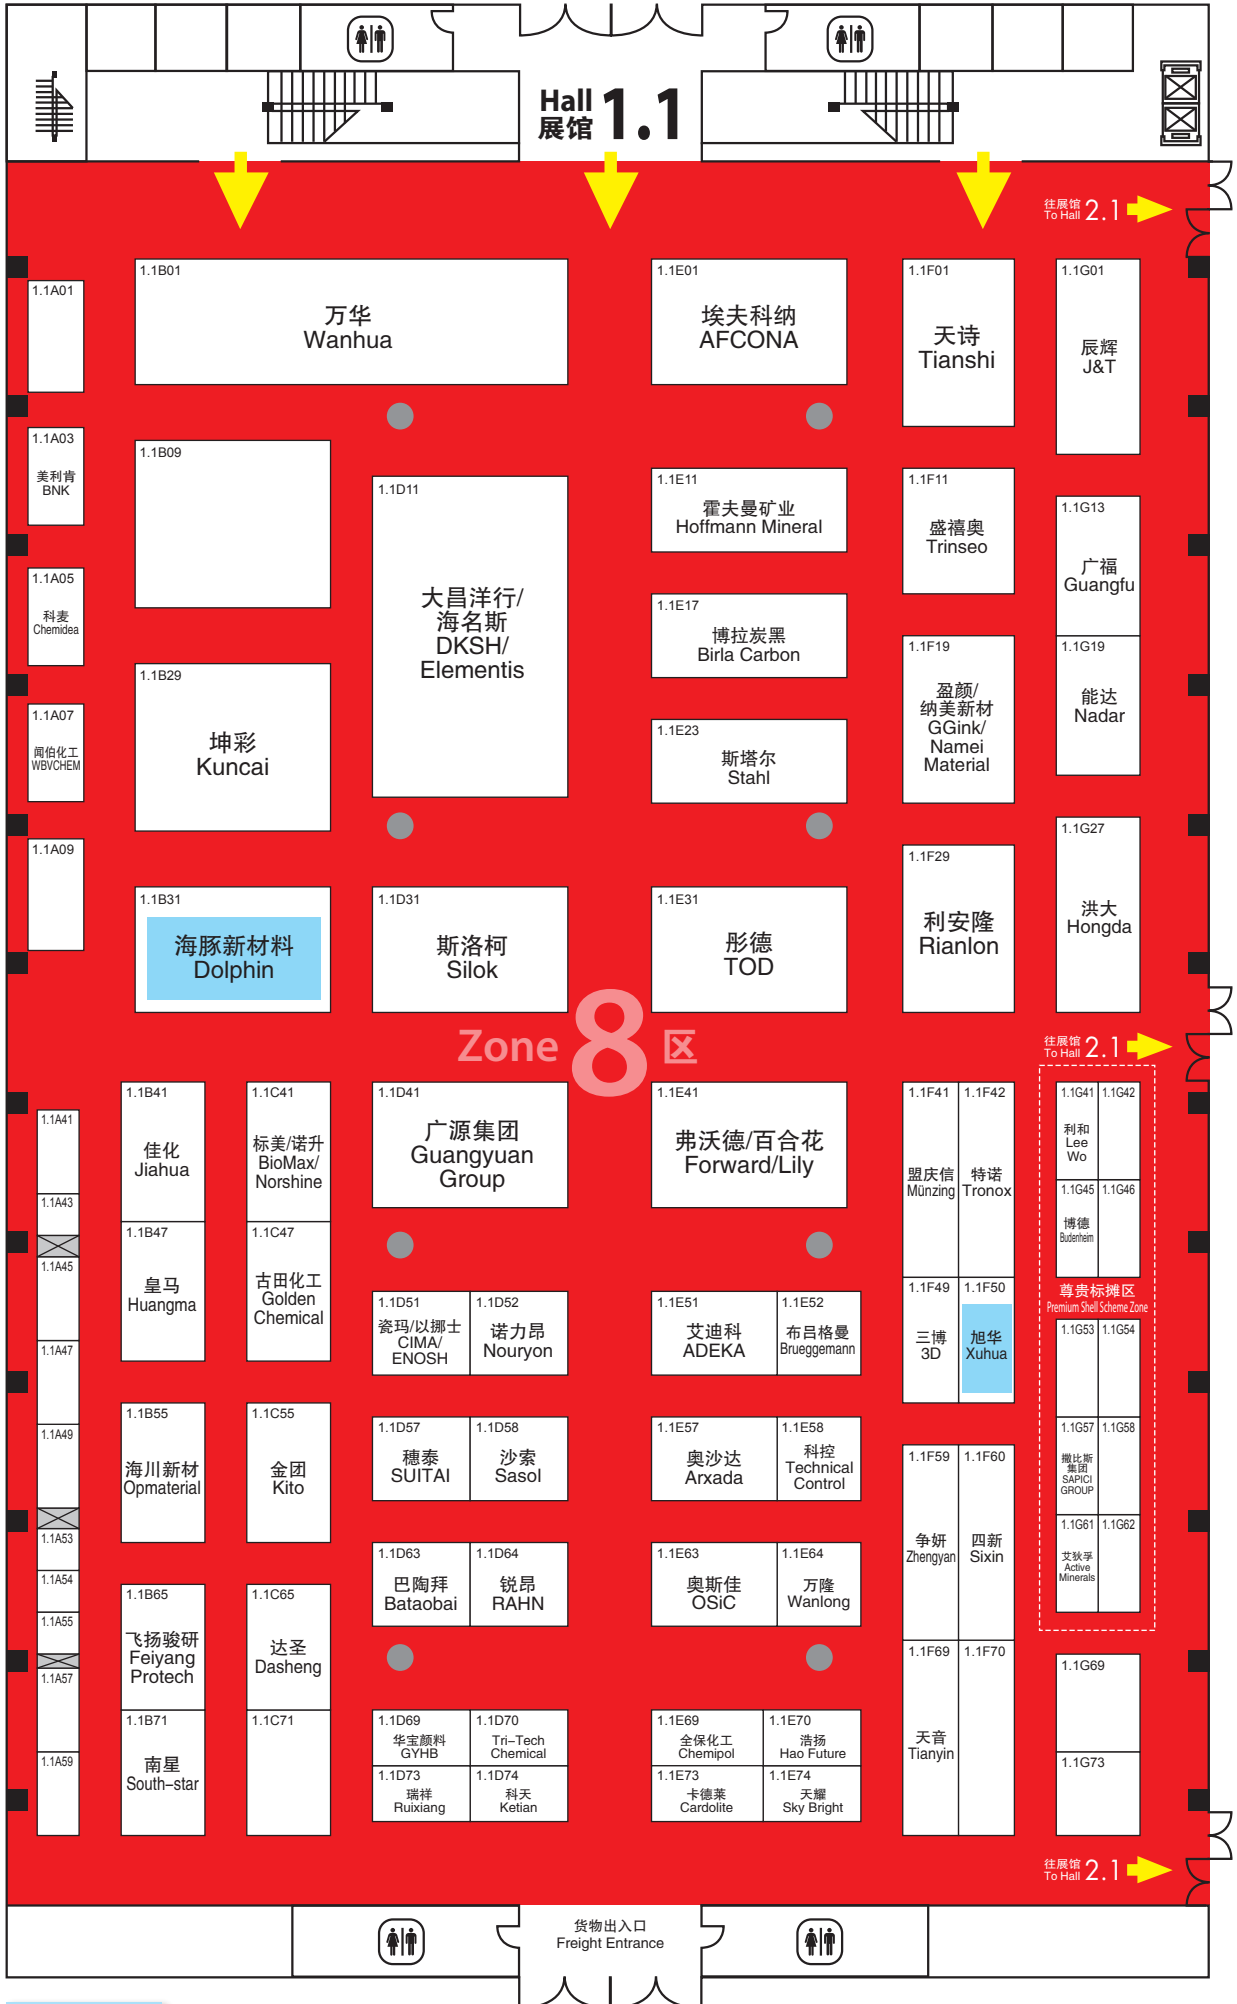 Hall
展馆
1.1
往展馆
To Hall
2.1
1.1A01
1.1B01
万华
Wanhua
1.1E01
埃夫科纳
AFCONA
1.1F01
天诗
Tianshi
1.1G01
辰辉
J&T
1.1A03
美利肯
BNK
1.1B09
1.1D11
大昌洋行/
海名斯
DKSH/
Elementis
1.1E11
霍夫曼矿业
Hoffmann Mineral
1.1F11
盛禧奥
Trinseo
1.1G13
广福
Guangfu
1.1A05
科麦
Chemidea
1.1E17
博拉炭黑
Birla Carbon
1.1F19
盈颜/
纳美新材
GGink/
Namei
Material
1.1G19
能达
Nadar
1.1A07
闻伯化工
WBVCHEM
1.1B29
坤彩
Kuncai
1.1E23
斯塔尔
Stahl
1.1A09
1.1F29
利安隆
Rianlon
1.1G27
洪大
Hongda
1.1B31
海豚新材料
Dolphin
1.1D31
斯洛柯
Silok
1.1E31
彤德
TOD
Zone 8 区
往展馆
To Hall
2.1
1.1A41
1.1A43
1.1A45
1.1A47
1.1A49
1.1A53
1.1A54
1.1A55
1.1A57
1.1A59
1.1B41
佳化
Jiahua
1.1C41
标美/诺升
BioMax/
Norshine
1.1D41
广源集团
Guangyuan
Group
1.1E41
弗沃德/百合花
Forward/Lily
1.1F41
盟庆信
Münzing
1.1F42
特诺
Tronox
1.1G41
利和
Lee
Wo
1.1G42
1.1G45
博德
Budenheim
1.1G46
尊贵标摊区
Premium Shell Scheme Zone
1.1B47
皇马
Huangma
1.1C47
古田化工
Golden
Chemical
1.1D51
瓷玛/以挪士
CIMA/
ENOSH
1.1D52
诺力昂
Nouryon
1.1E51
艾迪科
ADEKA
1.1E52
布吕格曼
Brueggemann
1.1F49
三博
3D
1.1F50
旭华
Xuhua
1.1G53
1.1G54
1.1B55
海川新材
Opmaterial
1.1C55
金团
Kito
1.1D57
穗泰
SUITAI
1.1D58
沙索
Sasol
1.1E57
奥沙达
Arxada
1.1E58
科控
Technical
Control
1.1F59
争妍
Zhengyan
1.1F60
四新
Sixin
1.1G57
撒比斯
集团
SAPICI
GROUP
1.1G58
1.1G61
艾狄孚
Active
Minerals
1.1G62
1.1D63
巴陶拜
Bataobai
1.1D64
锐昂
RAHN
1.1E63
奥斯佳
OSiC
1.1E64
万隆
Wanlong
1.1B65
飞扬骏研
Feiyang
Protech
1.1C65
达圣
Dasheng
1.1F69
天音
Tianyin
1.1F70
1.1G69
1.1G73
1.1B71
南星
South-star
1.1C71
1.1D69
华宝颜料
GYHB
1.1D70
Tri-Tech
Chemical
1.1E69
全保化工
Chemipol
1.1E70
浩扬
Hao Future
1.1D73
瑞祥
Ruixiang
1.1D74
科天
Ketian
1.1E73
卡德莱
Cardolite
1.1E74
天耀
Sky Bright
往展馆
To Hall
2.1
货物出入口
Freight Entrance